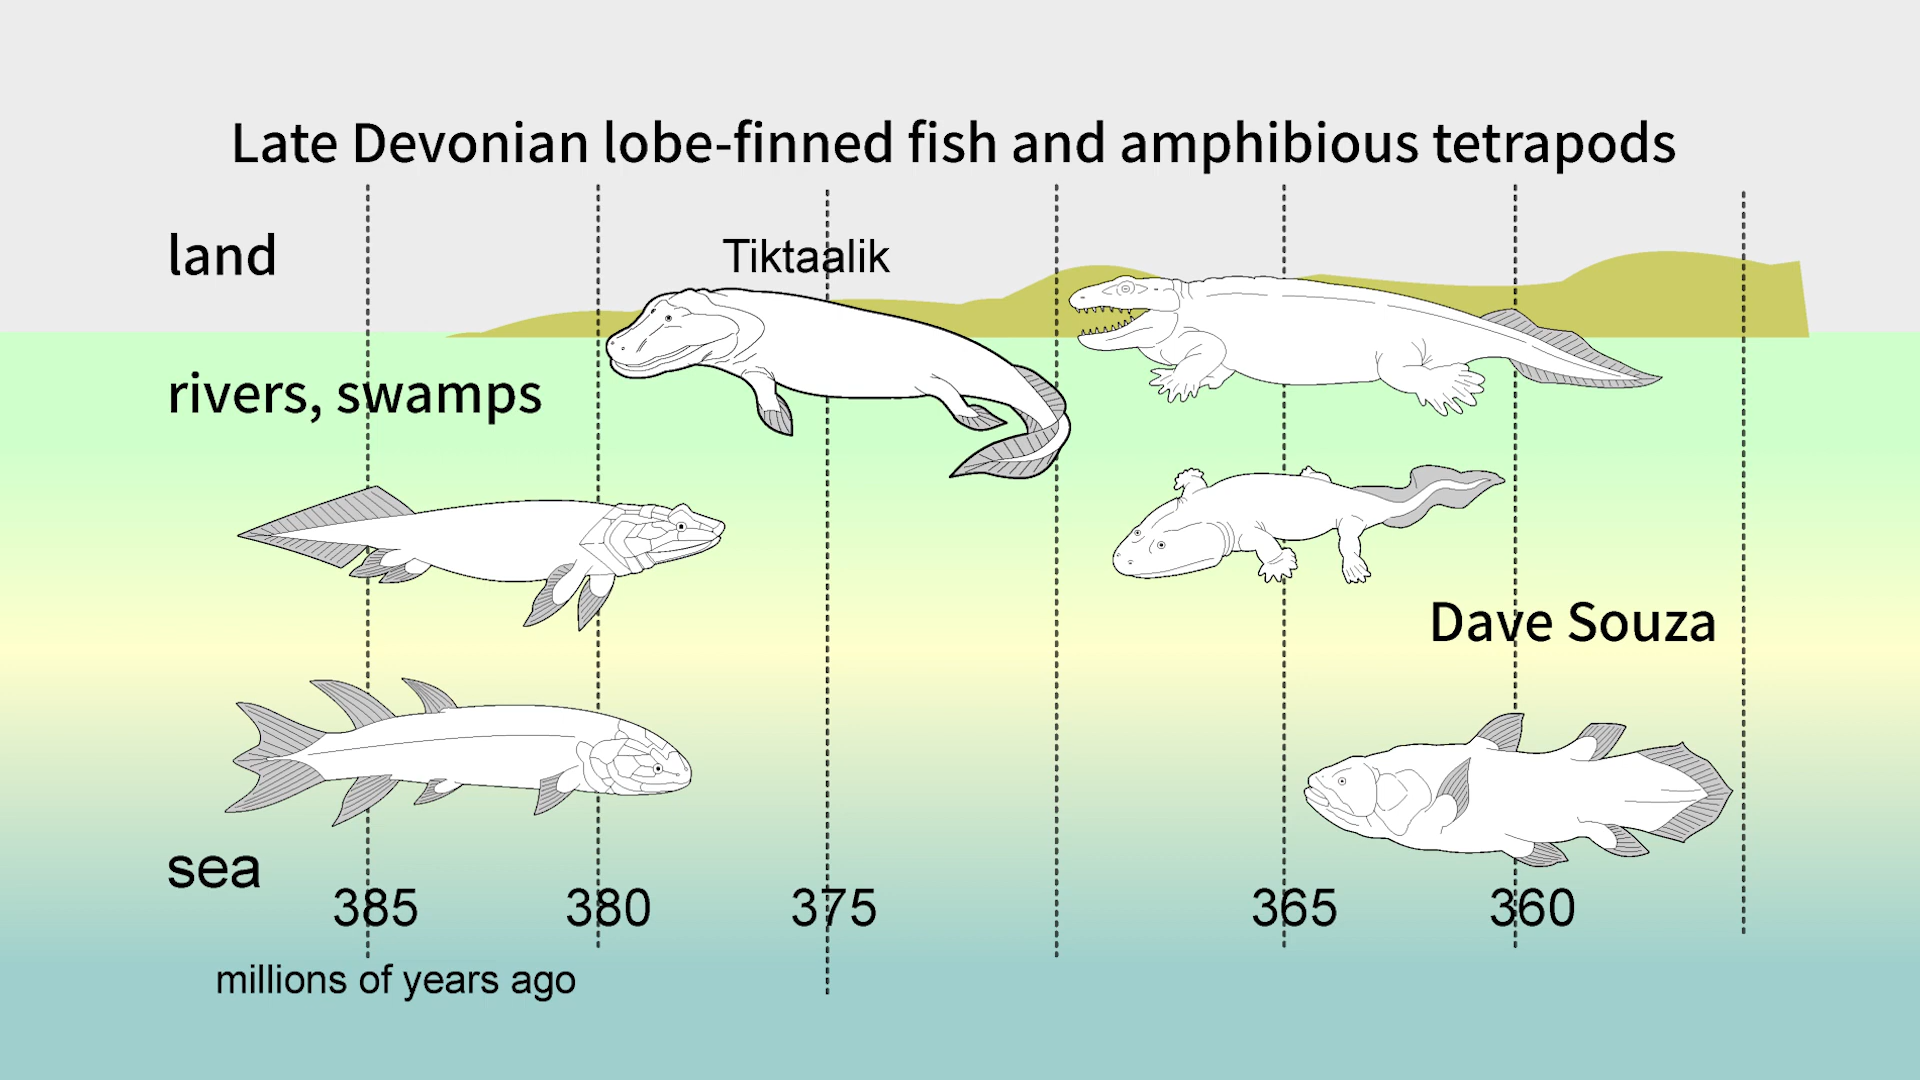 Late Devonian lobe-finned fish and amphibious tetrapods
land
Tiktaalik
rivers, swamps
Dave Souza
sea
385 380 375 365 360
millions of years ago